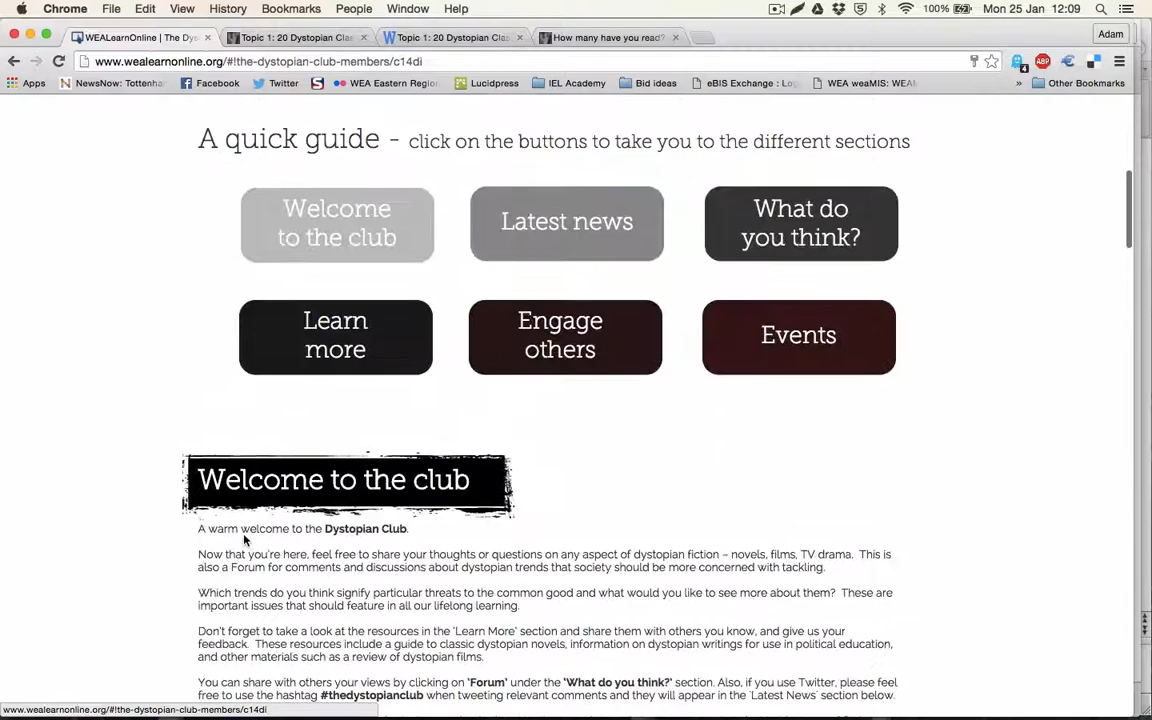 Chrome File Edit View History Bookmarks People Window Help 100% Mon 25 Jan 12:09
WEALearnOnline | The Dys × Topic 1: 20 Dystopian Clas × Topic 1: 20 Dystopian Clas × How many have you read? × Adam
www.wealearnonline.org/#!the-dystopian-club-members/c14di
Apps NewsNow: Tottenha Facebook Twitter WEA Eastern Region Lucidpress IEL Academy Bid ideas eBIS Exchange : Log WEA weaMIS: WEA » Other Bookmarks
A quick guide - click on the buttons to take you to the different sections
Welcome
to the club
Latest news
What do
you think?
Learn
more
Engage
others
Events
Welcome to the club
A warm welcome to the Dystopian Club.
Now that you're here, feel free to share your thoughts or questions on any aspect of dystopian fiction – novels, films, TV drama. This is
also a Forum for comments and discussions about dystopian trends that society should be more concerned with tackling.
Which trends do you think signify particular threats to the common good and what would you like to see more about them? These are
important issues that should feature in all our lifelong learning.
Don't forget to take a look at the resources in the 'Learn More' section and share them with others you know, and give us your
feedback. These resources include a guide to classic dystopian novels, information on dystopian writings for use in political education,
and other materials such as a review of dystopian films.
You can share with others your views by clicking on 'Forum' under the 'What do you think?' section. Also, if you use Twitter, please feel
free to use the hashtag #thedystopianclub when tweeting relevant comments and they will appear in the 'Latest News' section below.
www.wealearnonline.org/#!the-dystopian-club-members/c14di